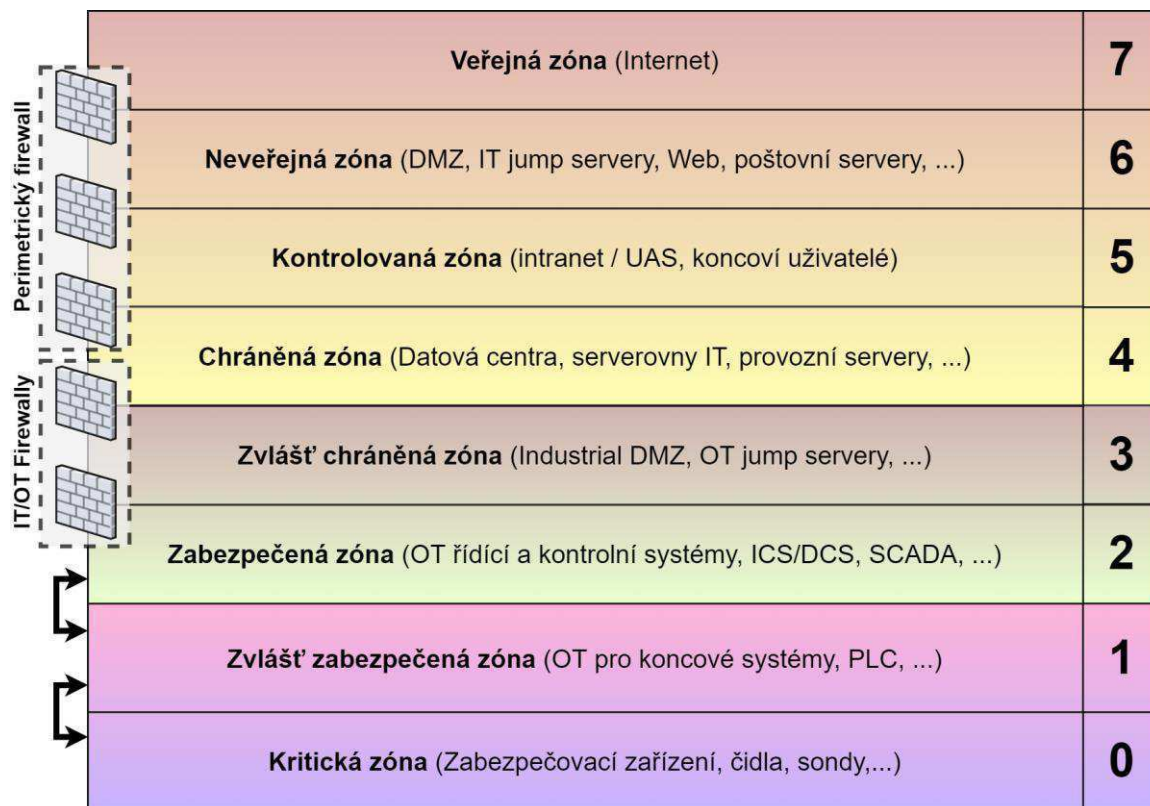 Veřejná zóna (Internet)
7
Neveřejná zóna (DMZ, IT jump servery, Web, poštovní servery, ...)
6
Kontrolovaná zóna (intranet / UAS, koncoví uživatelé)
5
Chráněná zóna (Datová centra, serverovny IT, provozní servery, ...)
4
Zvlášť chráněná zóna (Industrial DMZ, OT jump servery, ...)
3
Zabezpečená zóna (OT řídící a kontrolní systémy, ICS/DCS, SCADA, ...)
2
Zvlášť zabezpečená zóna (OT pro koncové systémy, PLC, ...)
1
Kritická zóna (Zabezpečovací zařízení, čidla, sondy,...)
0
Perimetrický firewall
IT/OT Firewally